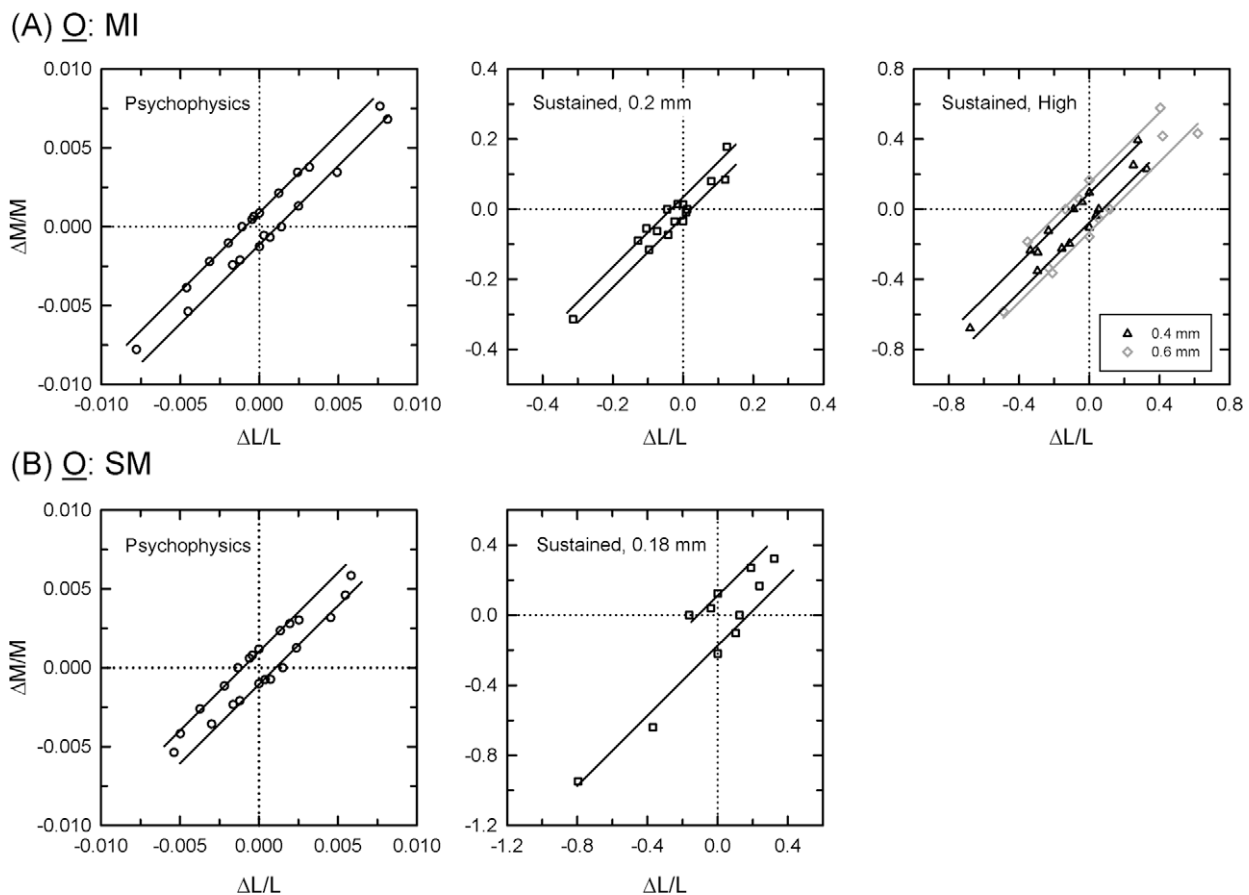 (A) O: MI
Psychophysics
ΔM/M
0.010
0.005
0.000
-0.005
-0.010
-0.010 -0.005 0.000 0.005 0.010
ΔL/L
Sustained, 0.2 mm
0.4
0.2
0.0
-0.2
-0.4
-0.4 -0.2 0.0 0.2 0.4
ΔL/L
Sustained, High
0.8
0.4
0.0
-0.4
-0.8
0.4 mm
0.6 mm
-0.8 -0.4 0.0 0.4 0.8
ΔL/L
(B) O: SM
Psychophysics
ΔM/M
0.010
0.005
0.000
-0.005
-0.010
-0.010 -0.005 0.000 0.005 0.010
ΔL/L
Sustained, 0.18 mm
0.4
0.0
-0.4
-0.8
-1.2
-1.2 -0.8 -0.4 0.0 0.4
ΔL/L